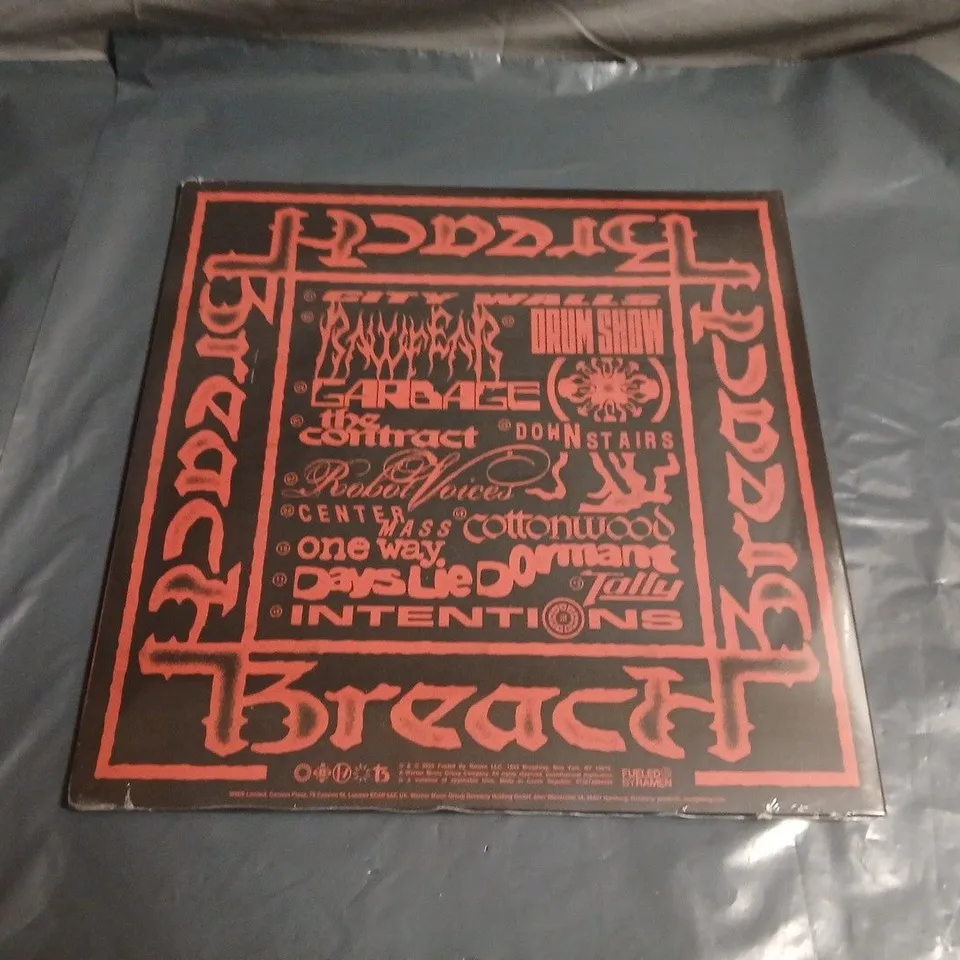 Breach
Breach
Breach
CITY WALLS
RAWFEAR
DRUM SHOW
GARBAGE
the
contract
DOWNSTAIRS
Robot Voices
CENTER
MASS
cottonwood
one way
Days Lie Dormant
Tally
INTENTIONS
Breach
FUELED
BY RAMEN